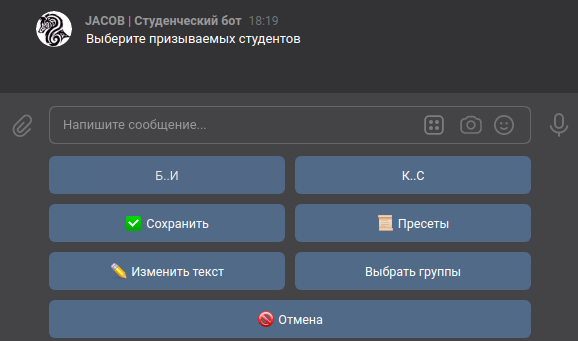 JACOB | Студенческий бот 18:19
Выберите призываемых студентов
Напишите сообщение...
Б..И
К..С
✅ Сохранить
📜 Пресеты
✏️ Изменить текст
Выбрать группы
🚫 Отмена